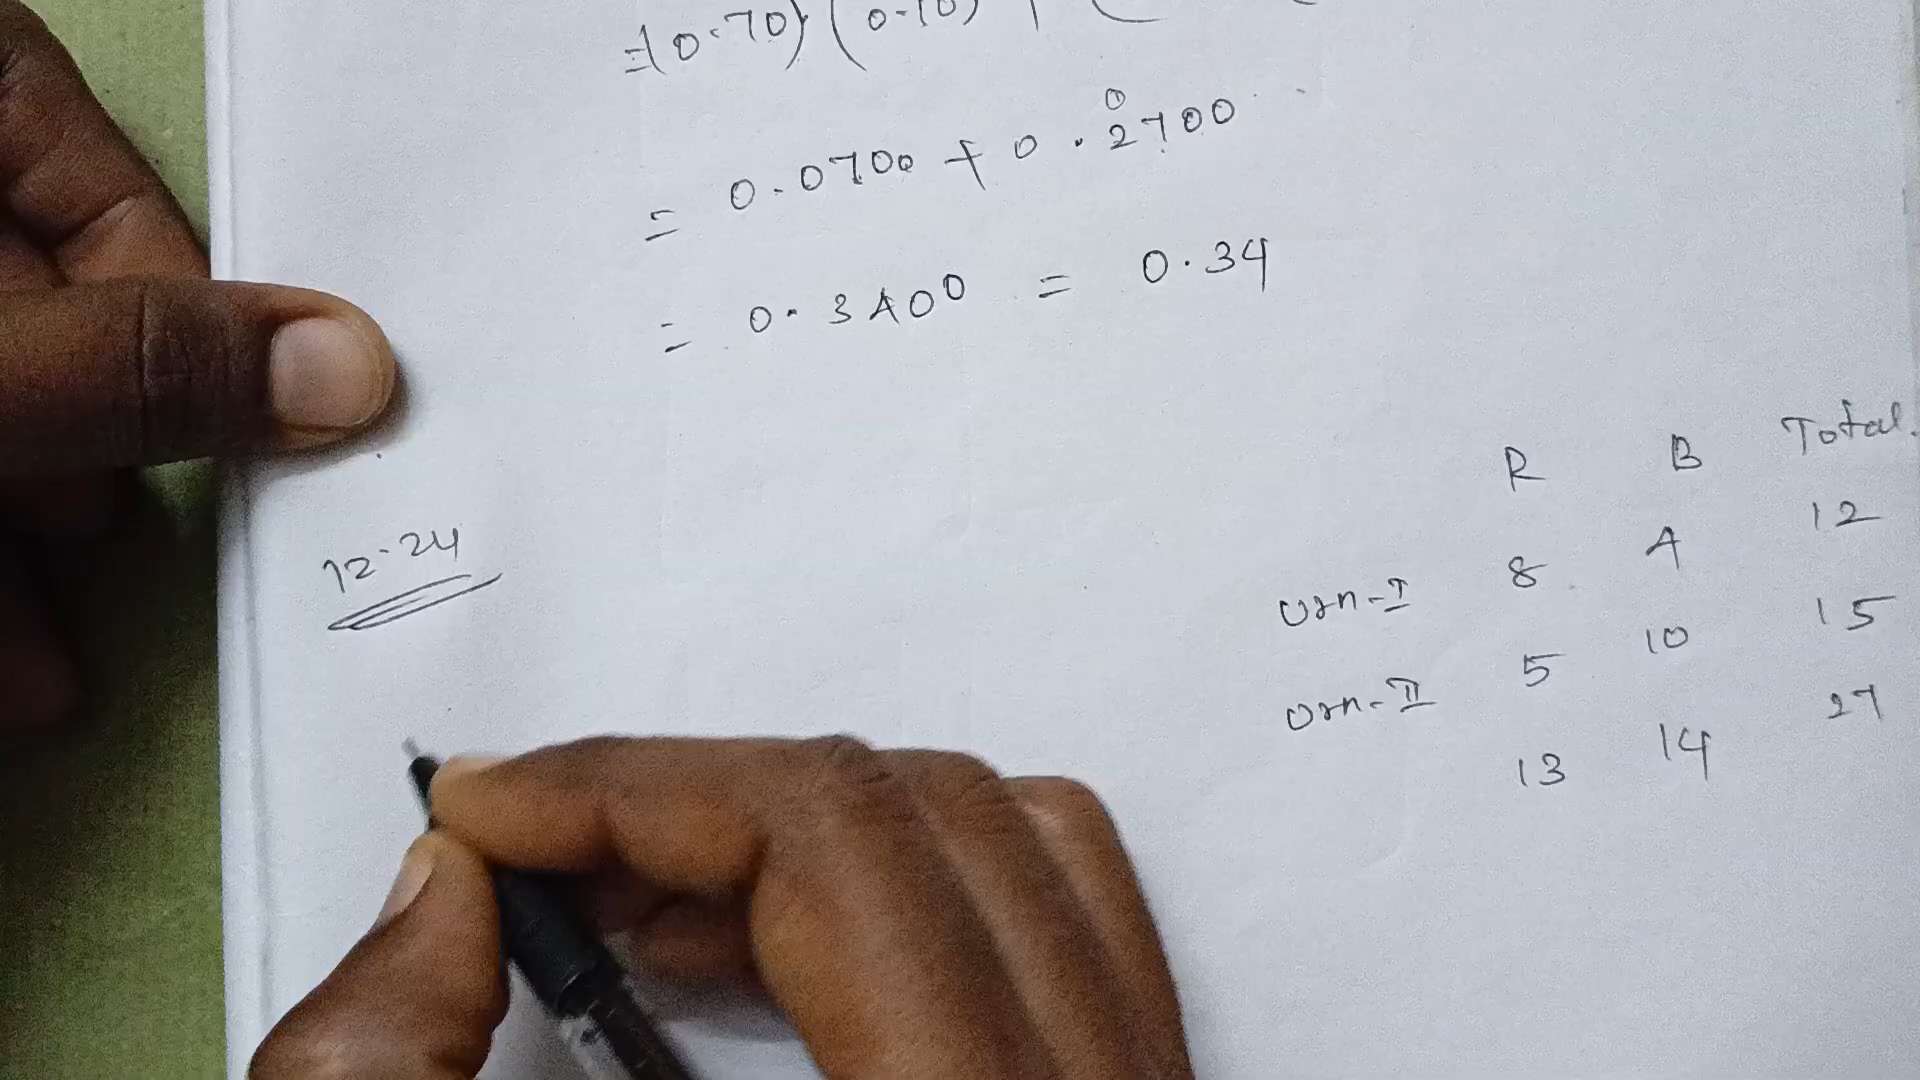 =(0.70)(0.10) + (
= 0.0700 + 0.2700
= 0.3400 = 0.34
12.24
R B Total
Urn-I 8 4 12
Urn-II 5 10 15
13 14 27